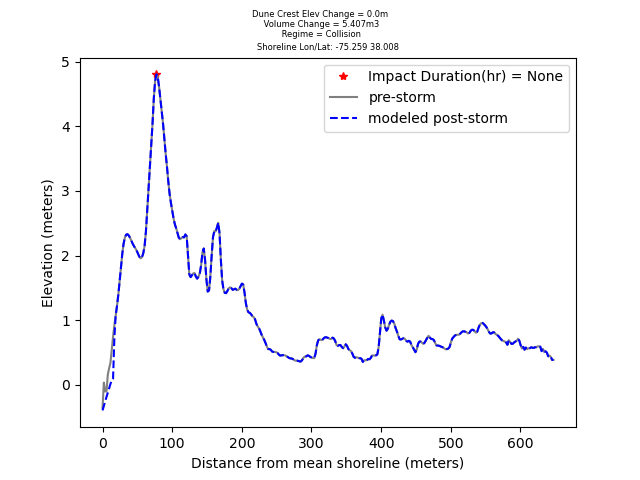 Dune Crest Elev Change = 0.0m
Volume Change = 5.407m3
Regime = Collision
Shoreline Lon/Lat: -75.259 38.008
Impact Duration(hr) = None
pre-storm
modeled post-storm
Elevation (meters)
5
4
3
2
1
0
0 100 200 300 400 500 600
Distance from mean shoreline (meters)